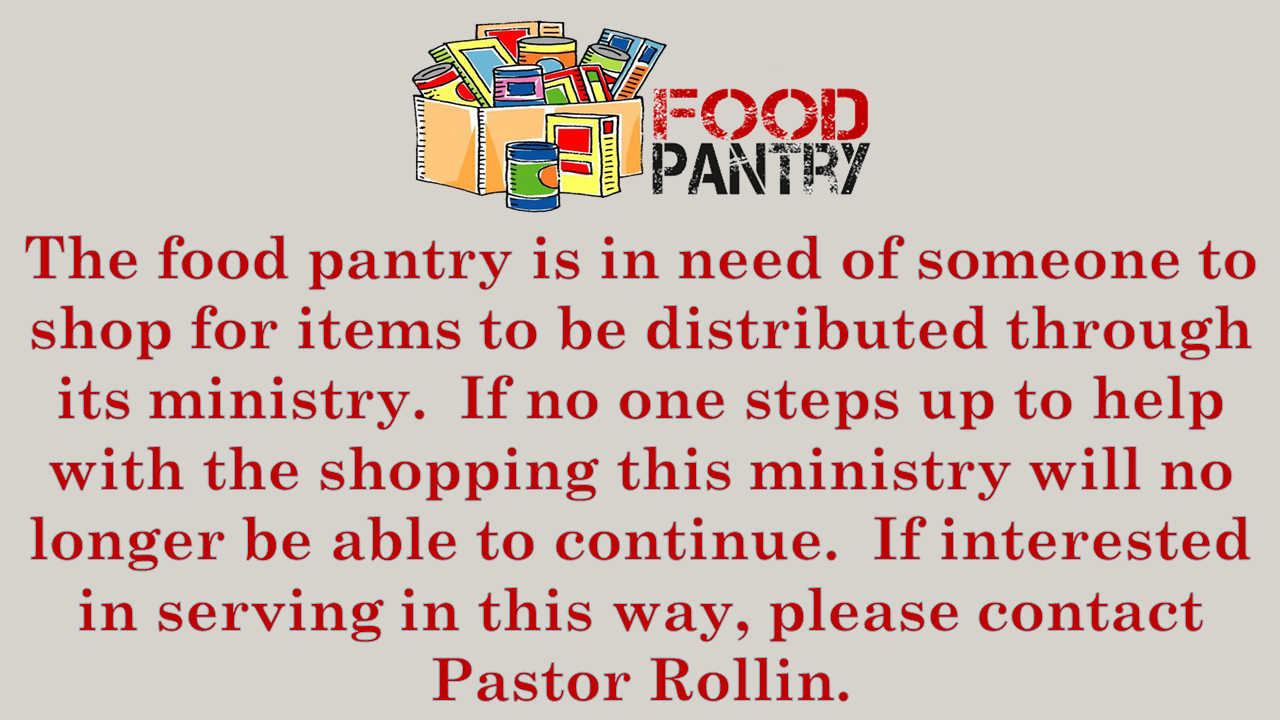 FOOD
PANTRY
The food pantry is in need of someone to
shop for items to be distributed through
its ministry.  If no one steps up to help
with the shopping this ministry will no
longer be able to continue.  If interested
in serving in this way, please contact
Pastor Rollin.